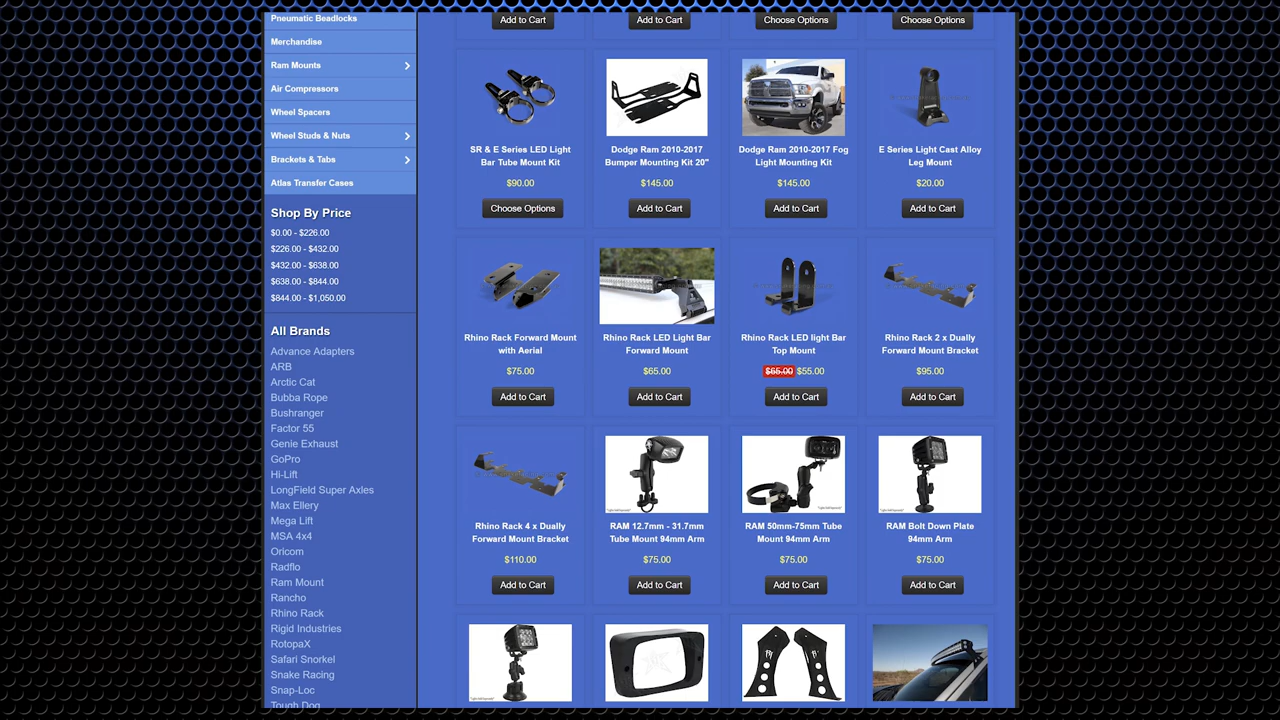 Pneumatic Beadlocks
Merchandise
Ram Mounts
Air Compressors
Wheel Spacers
Wheel Studs & Nuts
Brackets & Tabs
Atlas Transfer Cases
Shop By Price
$0.00 - $226.00
$226.00 - $432.00
$432.00 - $638.00
$638.00 - $844.00
$844.00 - $1,050.00
All Brands
Advance Adapters
ARB
Arctic Cat
Bubba Rope
Bushranger
Factor 55
Genie Exhaust
GoPro
Hi-Lift
LongField Super Axles
Max Ellery
Mega Lift
MSA 4x4
Oricom
Radflo
Ram Mount
Rancho
Rhino Rack
Rigid Industries
RotopaX
Safari Snorkel
Snake Racing
Snap-Loc
Tough Dog
Add to Cart
Add to Cart
Choose Options
Choose Options
SR & E Series LED Light
Bar Tube Mount Kit
$90.00
Choose Options
Dodge Ram 2010-2017
Bumper Mounting Kit 20"
$145.00
Add to Cart
Dodge Ram 2010-2017 Fog
Light Mounting Kit
$145.00
Add to Cart
E Series Light Cast Alloy
Leg Mount
$20.00
Add to Cart
Rhino Rack Forward Mount
with Aerial
$75.00
Add to Cart
Rhino Rack LED Light Bar
Forward Mount
$65.00
Add to Cart
Rhino Rack LED light Bar
Top Mount
$65.00 $55.00
Add to Cart
Rhino Rack 2 x Dually
Forward Mount Bracket
$95.00
Add to Cart
Rhino Rack 4 x Dually
Forward Mount Bracket
$110.00
Add to Cart
RAM 12.7mm - 31.7mm
Tube Mount 94mm Arm
$75.00
Add to Cart
RAM 50mm-75mm Tube
Mount 94mm Arm
$75.00
Add to Cart
RAM Bolt Down Plate
94mm Arm
$75.00
Add to Cart